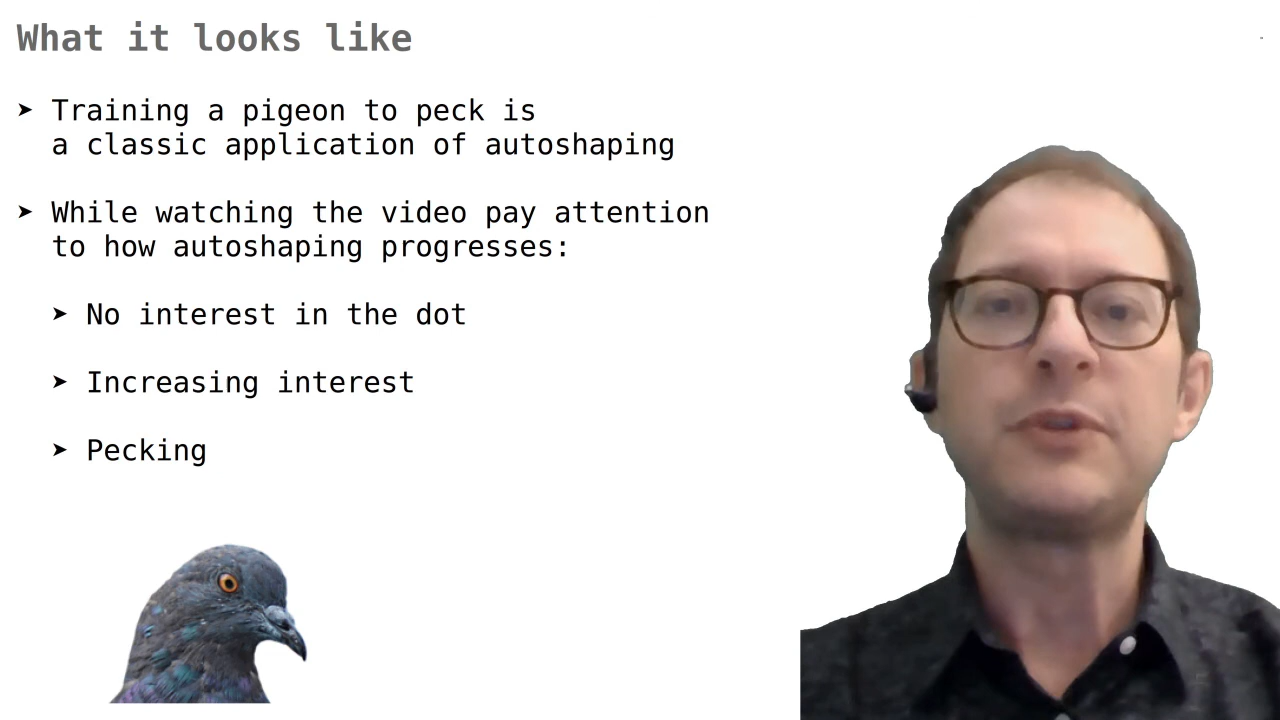 What it looks like
➤ Training a pigeon to peck is
a classic application of autoshaping
➤ While watching the video pay attention
to how autoshaping progresses:
➤ No interest in the dot
➤ Increasing interest
➤ Pecking